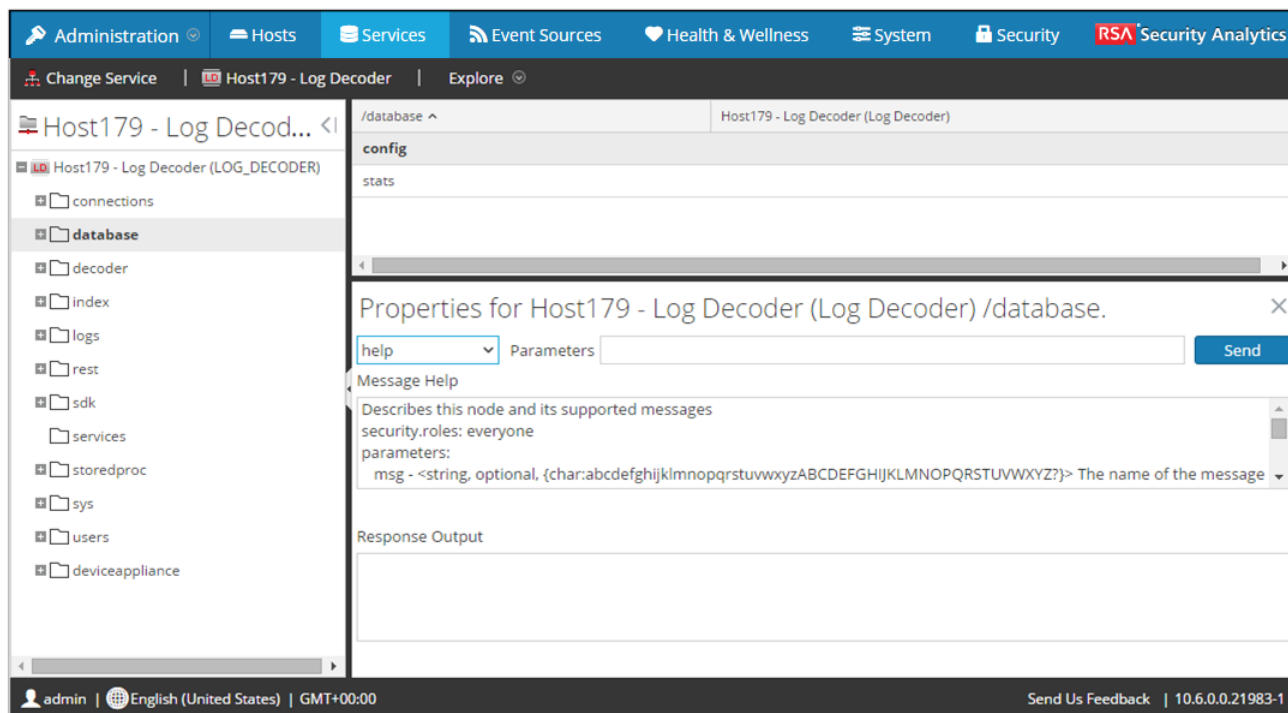 Administration Hosts Services Event Sources Health & Wellness System Security RSA Security Analytics
Change Service | LD Host179 - Log Decoder | Explore
Host179 - Log Decod...
LD Host179 - Log Decoder (LOG_DECODER)
connections
database
decoder
index
logs
rest
sdk
services
storedproc
sys
users
deviceappliance
/database Host179 - Log Decoder (Log Decoder)
config
stats
Properties for Host179 - Log Decoder (Log Decoder) /database.
help Parameters Send
Message Help
Describes this node and its supported messages
security.roles: everyone
parameters:
msg - <string, optional, {char:abcdefghijklmnopqrstuvwxyzABCDEFGHIJKLMNOPQRSTUVWXYZ?}> The name of the message
Response Output
admin | English (United States) | GMT+00:00 Send Us Feedback | 10.6.0.0.21983-1